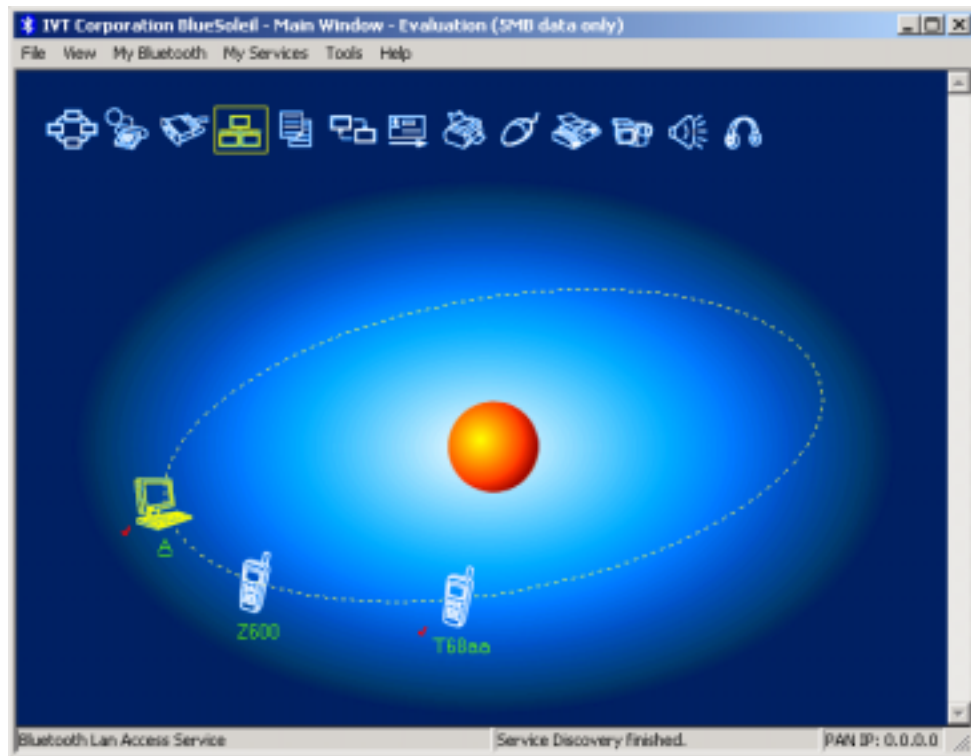 IVT Corporation BlueSoleil - Main Window - Evaluation (5MB data only)
File View My Bluetooth My Services Tools Help
A
Z600
T68aa
Bluetooth Lan Access Service Service Discovery finished. PAN IP: 0.0.0.0